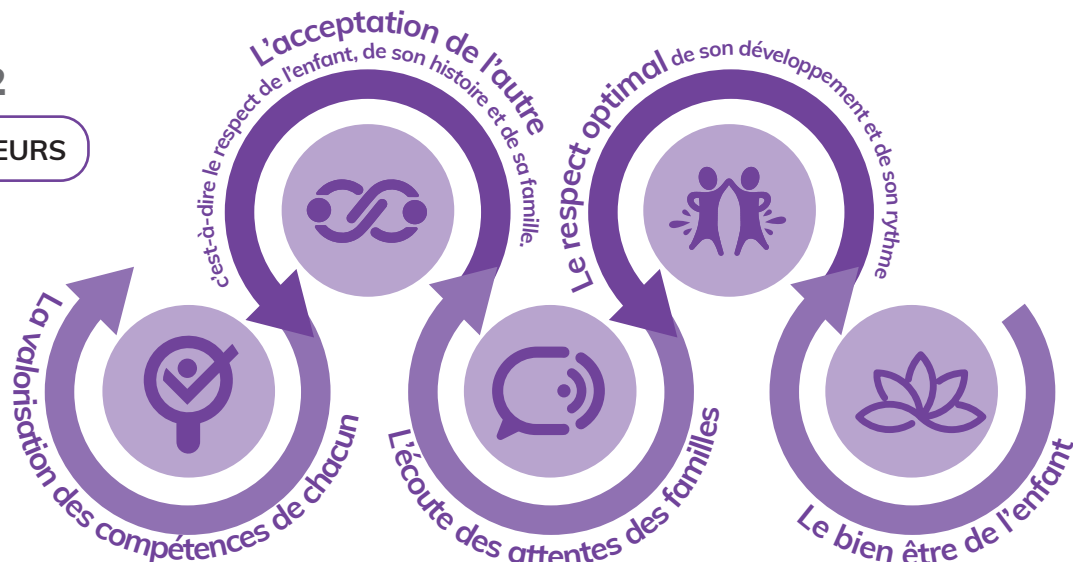 2
EURS
La valorisation des compétences de chacun
L'acceptation de l'autre
c'est-à-dire le respect de l'enfant, de son histoire et de sa famille.
L'écoute des attentes des familles
Le respect optimal de son développement et de son rythme
Le bien être de l'enfant